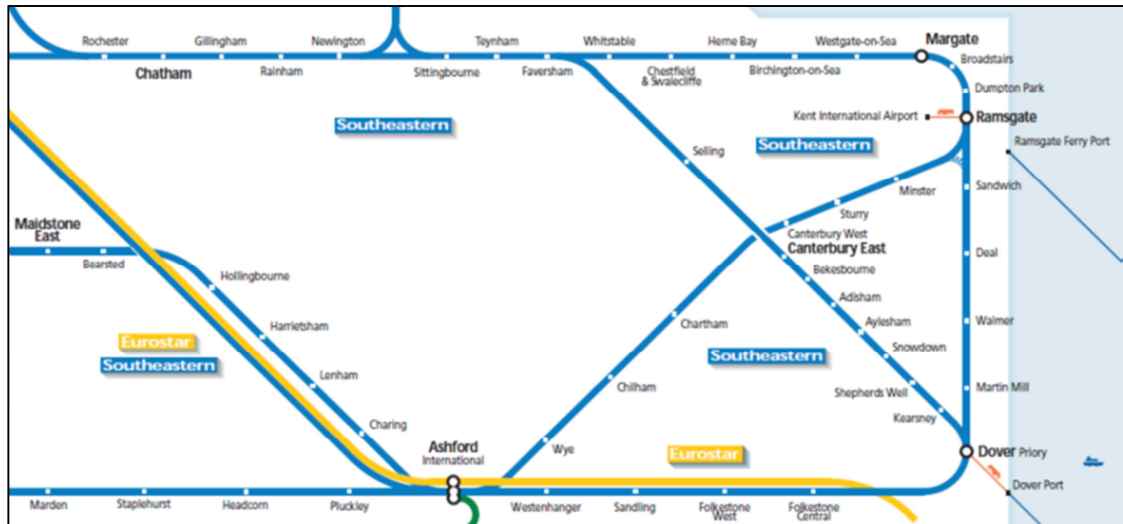 Rochester
Gillingham
Newington
Teynham
Whitstable
Herne Bay
Westgate-on-Sea
Margate
Chatham
Rainham
Sittingbourne
Faversham
Chestfield
& Swalecliffe
Birchington-on-Sea
Broadstairs
Dumpton Park
Kent International Airport
Ramsgate
Southeastern
Southeastern
Ramsgate Ferry Port
Selling
Minster
Sandwich
Sturry
Maidstone
East
Canterbury West
Canterbury East
Bearsted
Hollingbourne
Bekesbourne
Deal
Adisham
Harrietsham
Chartham
Aylesham
Walmer
Eurostar
Southeastern
Southeastern
Snowdown
Lenham
Chilham
Shepherds Well
Martin Mill
Charing
Kearsney
Ashford
International
Wye
Eurostar
Dover Priory
Dover Port
Marden
Staplehurst
Headcorn
Pluckley
Westenhanger
Sandling
Folkestone
West
Folkestone
Central